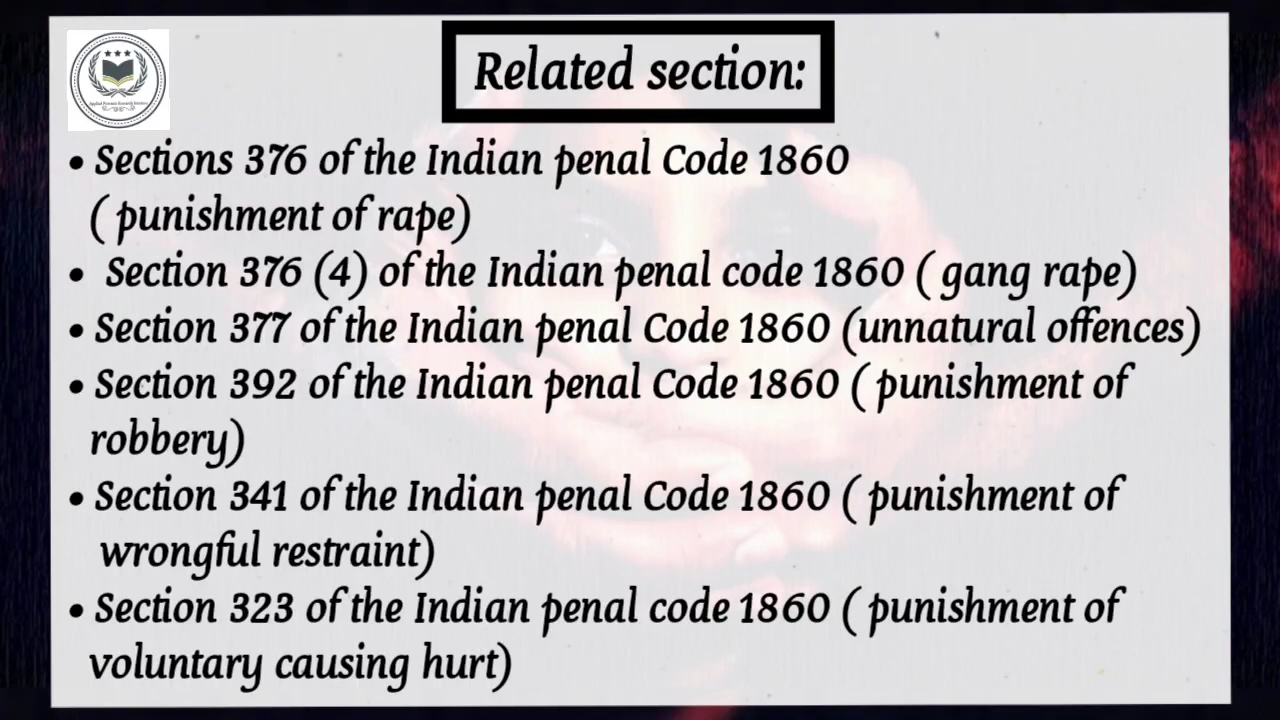 Related section:
• Sections 376 of the Indian penal Code 1860
( punishment of rape)
• Section 376 (4) of the Indian penal code 1860 ( gang rape)
• Section 377 of the Indian penal Code 1860 (unnatural offences)
• Section 392 of the Indian penal Code 1860 ( punishment of
robbery)
• Section 341 of the Indian penal Code 1860 ( punishment of
wrongful restraint)
• Section 323 of the Indian penal code 1860 ( punishment of
voluntary causing hurt)